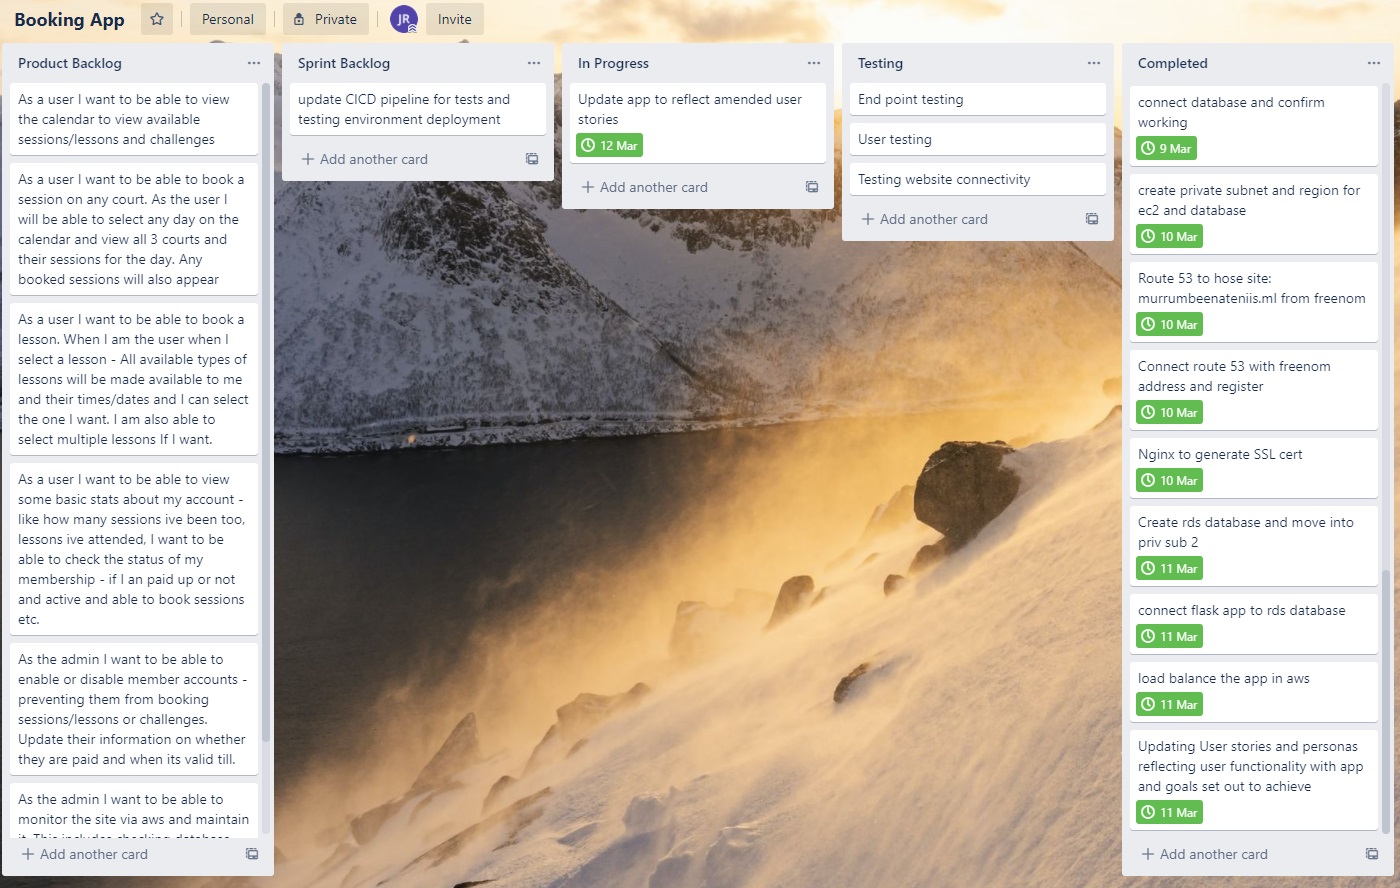 Booking App
Personal
Private
JR
Invite
Product Backlog
As a user I want to be able to view
the calendar to view available
sessions/lessons and challenges
As a user I want to be able to book a
session on any court. As the user I
will be able to select any day on the
calendar and view all 3 courts and
their sessions for the day. Any
booked sessions will also appear
As a user I want to be able to book a
lesson. When I am the user when I
select a lesson - All available types of
lessons will be made available to me
and their times/dates and I can select
the one I want. I am also able to
select multiple lessons If I want.
As a user I want to be able to view
some basic stats about my account -
like how many sessions ive been too,
lessons ive attended, I want to be
able to check the status of my
membership - if I an paid up or not
and active and able to book sessions
etc.
As the admin I want to be able to
enable or disable member accounts -
preventing them from booking
sessions/lessons or challenges.
Update their information on whether
they are paid and when its valid till.
As the admin I want to be able to
monitor the site via aws and maintain
it. This includes checking database
Add another card
Sprint Backlog
update CICD pipeline for tests and
testing environment deployment
Add another card
In Progress
Update app to reflect amended user
stories
12 Mar
Add another card
Testing
End point testing
User testing
Testing website connectivity
Add another card
Completed
connect database and confirm
working
9 Mar
create private subnet and region for
ec2 and database
10 Mar
Route 53 to hose site:
murrumbeenateniis.ml from freenom
10 Mar
Connect route 53 with freenom
address and register
10 Mar
Nginx to generate SSL cert
10 Mar
Create rds database and move into
priv sub 2
11 Mar
connect flask app to rds database
11 Mar
load balance the app in aws
11 Mar
Updating User stories and personas
reflecting user functionality with app
and goals set out to achieve
11 Mar
Add another card